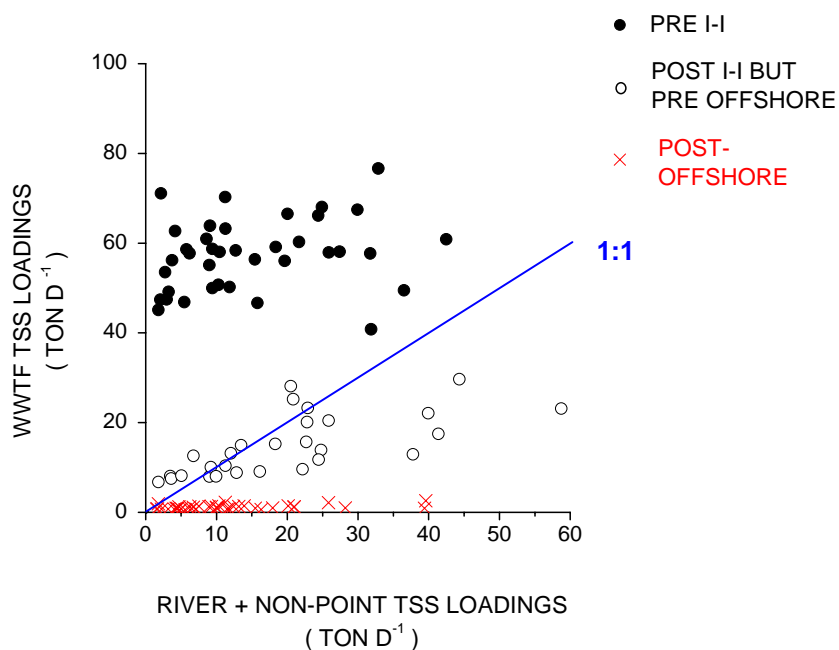 PRE I-I
POST I-I BUT
PRE OFFSHORE
POST-
OFFSHORE
100
80
60
40
20
0
WWTF TSS LOADINGS
( TON D-1 )
1:1
0 10 20 30 40 50 60
RIVER + NON-POINT TSS LOADINGS
( TON D-1 )